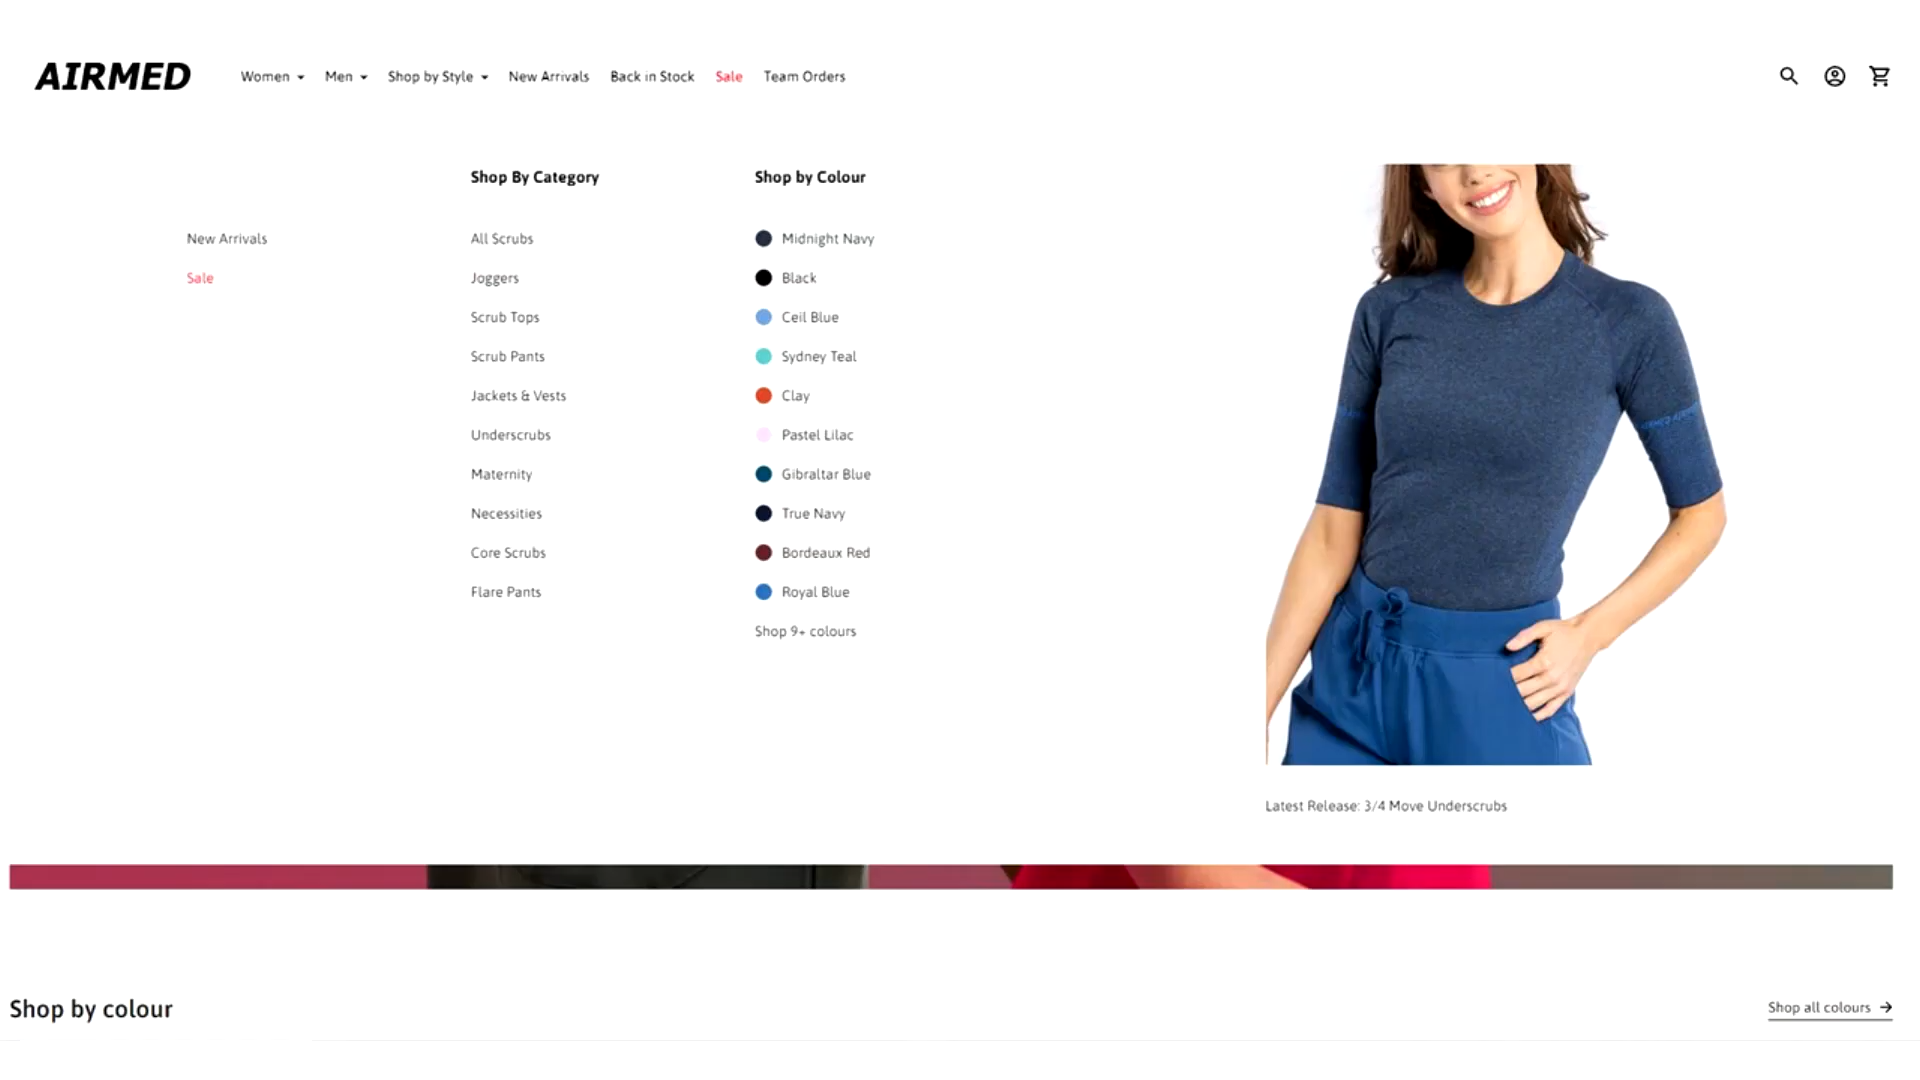 AIRMED
Women
Men
Shop by Style
New Arrivals
Back in Stock
Sale
Team Orders
New Arrivals
Sale
Shop By Category
All Scrubs
Joggers
Scrub Tops
Scrub Pants
Jackets & Vests
Underscrubs
Maternity
Necessities
Core Scrubs
Flare Pants
Shop by Colour
Midnight Navy
Black
Ceil Blue
Sydney Teal
Clay
Pastel Lilac
Gibraltar Blue
True Navy
Bordeaux Red
Royal Blue
Shop 9+ colours
Latest Release: 3/4 Move Underscrubs
Shop by colour
Shop all colours